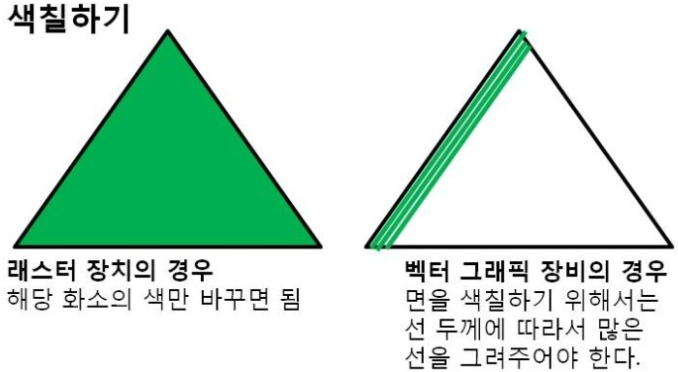 색칠하기
래스터 장치의 경우
해당 화소의 색만 바꾸면 됨
벡터 그래픽 장비의 경우
면을 색칠하기 위해서는
선 두께에 따라서 많은
선을 그려주어야 한다.